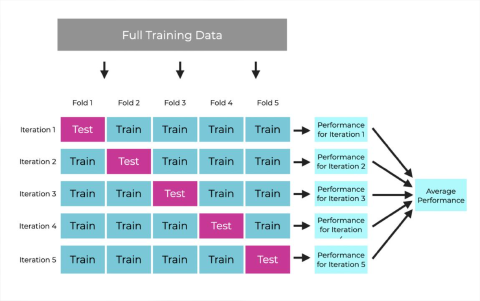 Full Training Data
Fold 1 Fold 2 Fold 3 Fold 4 Fold 5
Iteration 1 Test Train Train Train Train Performance
for Iteration 1
Iteration 2 Train Test Train Train Train Performance
for Iteration 2
Iteration 3 Train Train Test Train Train Performance
for Iteration 3
Average
Performance
Iteration 4 Train Train Train Test Train Performance
for Iteration
Iteration 5 Train Train Train Train Test Performance
for Iteration 5